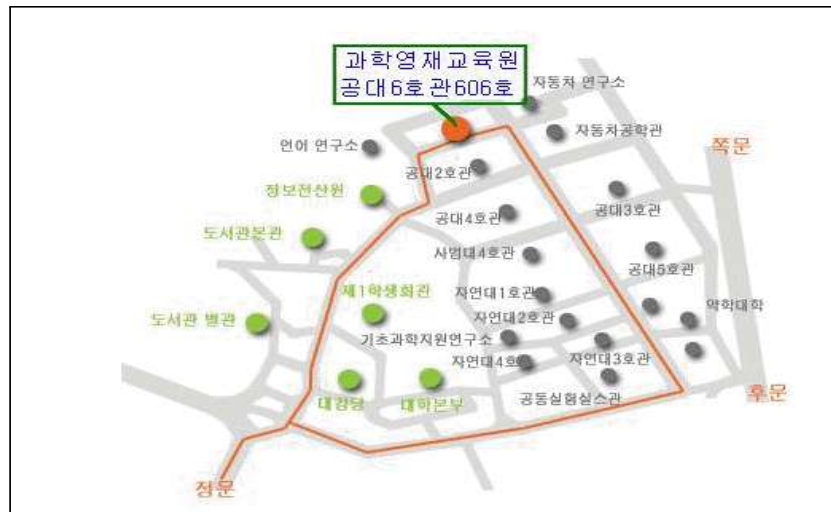 과학영재교육원
공대6호관606호
자동차 연구소
자동차공학관
쪽문
언어 연구소
공대2호관
정보전산원
공대3호관
공대4호관
도서관본관
사범대4호관
공대5호관
제1학생회관
자연대1호관
약학대학
도서관 별관
자연대2호관
기초과학지원연구소
자연대4호
자연대3호관
대강당
대학본부
공동실험실스관
후문
정문